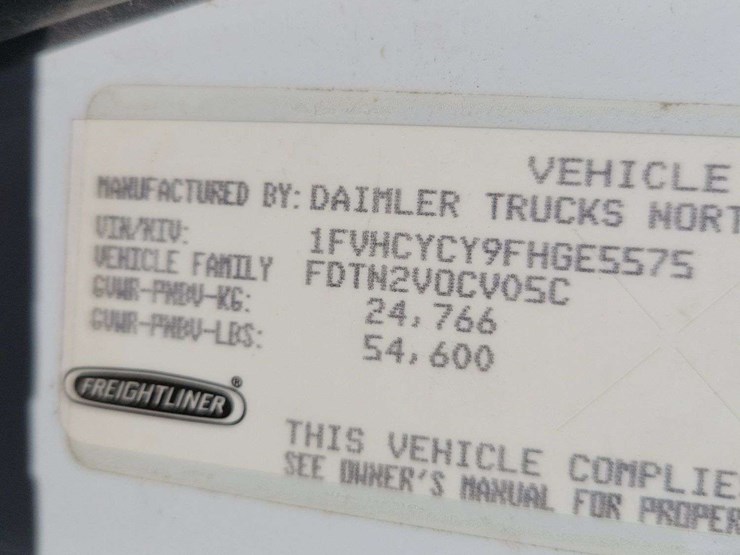 VEHICLE
MANUFACTURED BY: DAIMLER TRUCKS NORT
VIN/NIV: 1FVHCYCY9FHGE5575
VEHICLE FAMILY FDTN2VOCV05C
GVWR-PNBV-KG: 24,766
GVWR-PNBV-LBS: 54,600
FREIGHTLINER®
THIS VEHICLE COMPLIE
SEE OWNER'S MANUAL FOR PROPER